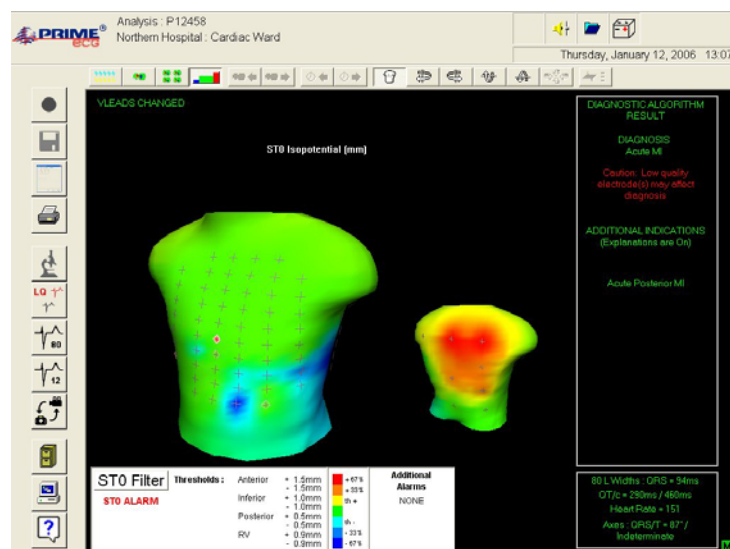 PRIME®
ECG
Analysis : P12458
Northern Hospital : Cardiac Ward
Thursday, January 12, 2006 13:07
VLEADS CHANGED
ST0 Isopotential (mm)
DIAGNOSTIC ALGORITHM
RESULT
DIAGNOSIS
Acute MI
Caution: Low quality
electrode(s) may affect
diagnosis
ADDITIONAL INDICATIONS
(Explanations are On)
Acute Posterior MI
LQ
80
12
ST0 Filter
ST0 ALARM
Thresholds :
Anterior + 1.5mm
- 1.5mm
Inferior + 1.0mm
- 1.0mm
Posterior + 0.5mm
- 0.5mm
RV + 0.9mm
- 0.9mm
+ 67%
+ 33%
th +
th -
- 33%
- 67%
Additional
Alarms
NONE
80 L Widths : QRS = 94ms
QT/c = 290ms / 460ms
Heart Rate = 151
Axes : QRS/T = 87° /
Indeterminate